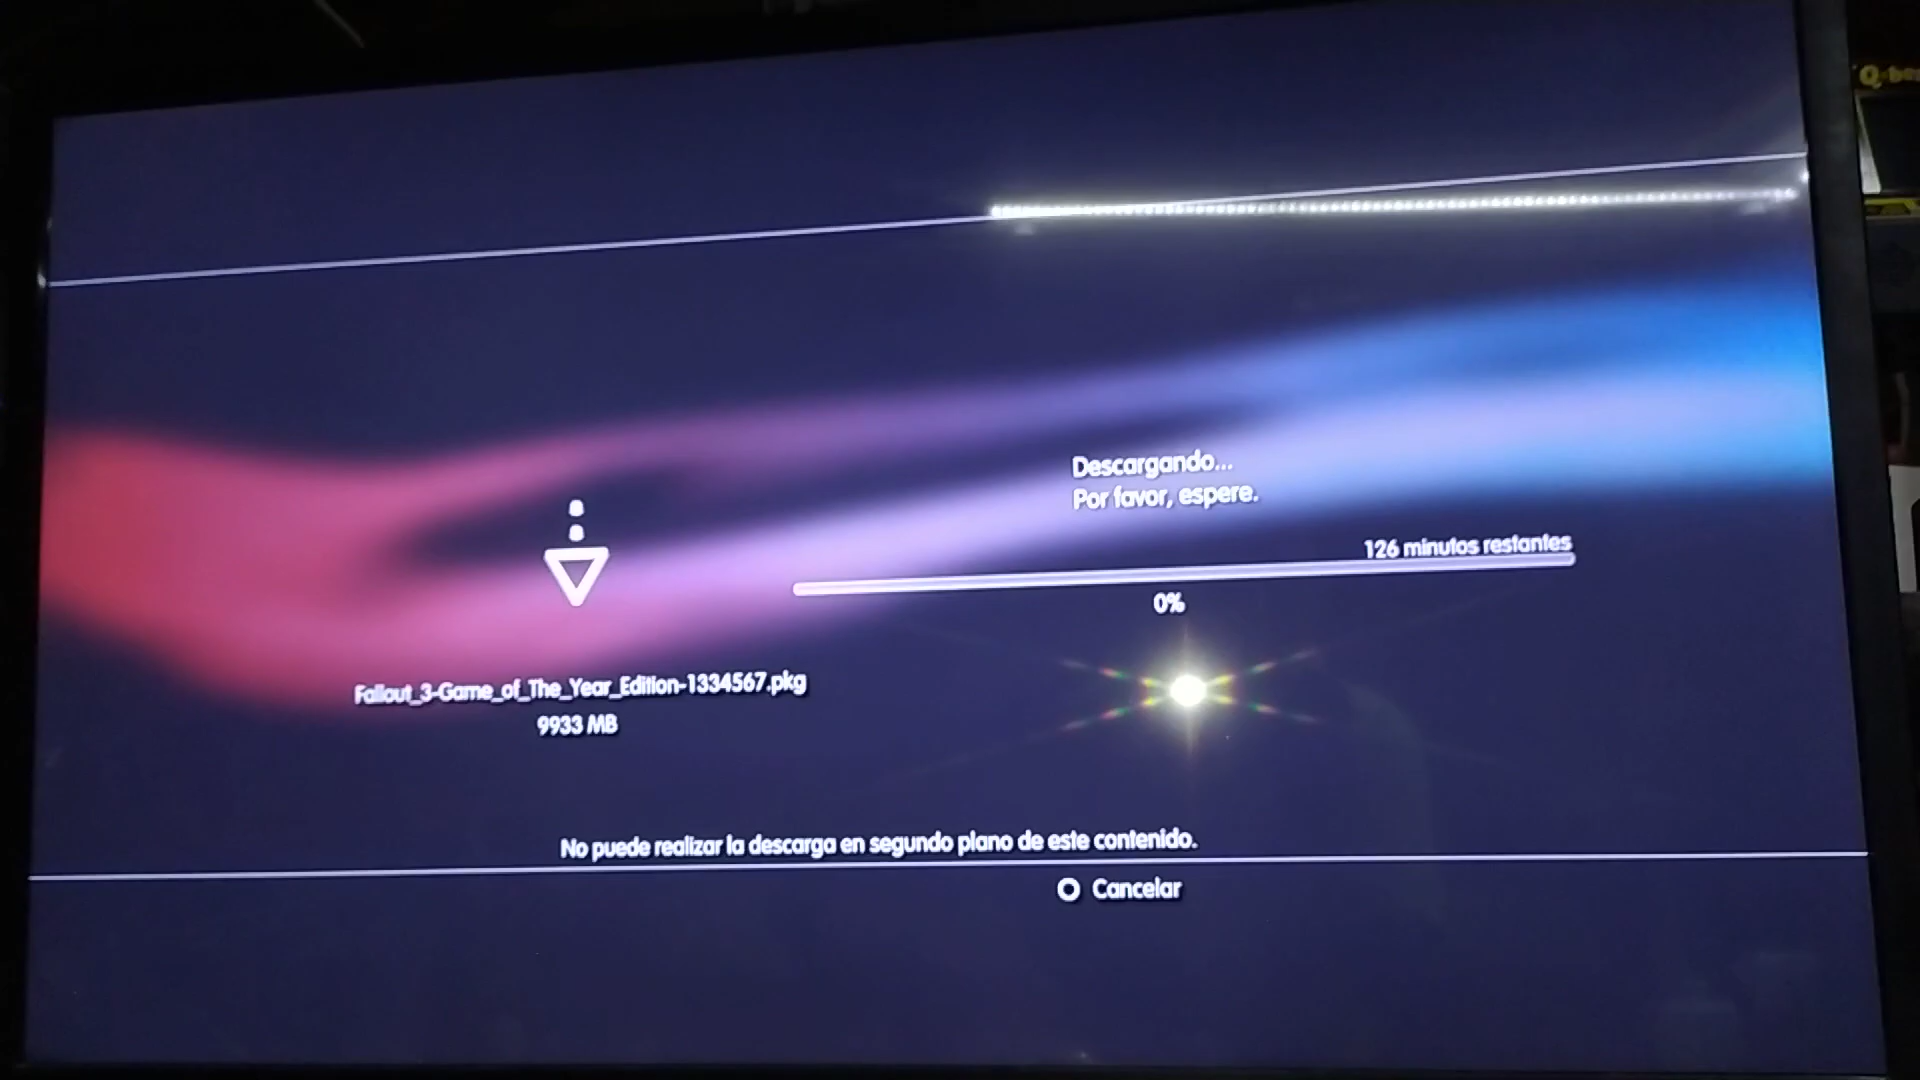 Descargando...
Por favor, espere.
126 minutos restantes
0%
Fallout_3-Game_of_The_Year_Edition-1334567.pkg
9933 MB
No puede realizar la descarga en segundo plano de este contenido.
Cancelar